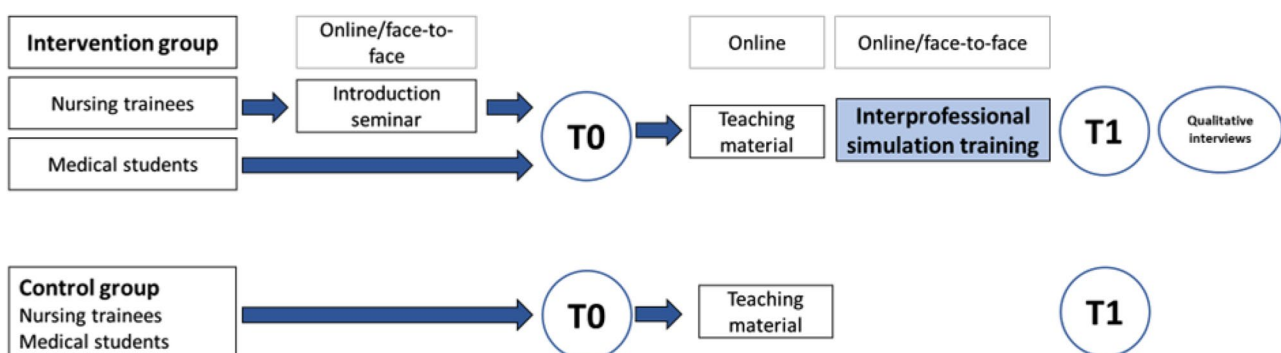 Intervention group
Online/face-to-
face
Online
Online/face-to-face
Nursing trainees
Introduction
seminar
Medical students
T0
Teaching
material
Interprofessional
simulation training
T1
Qualitative
interviews
Control group
Nursing trainees
Medical students
T0
Teaching
material
T1